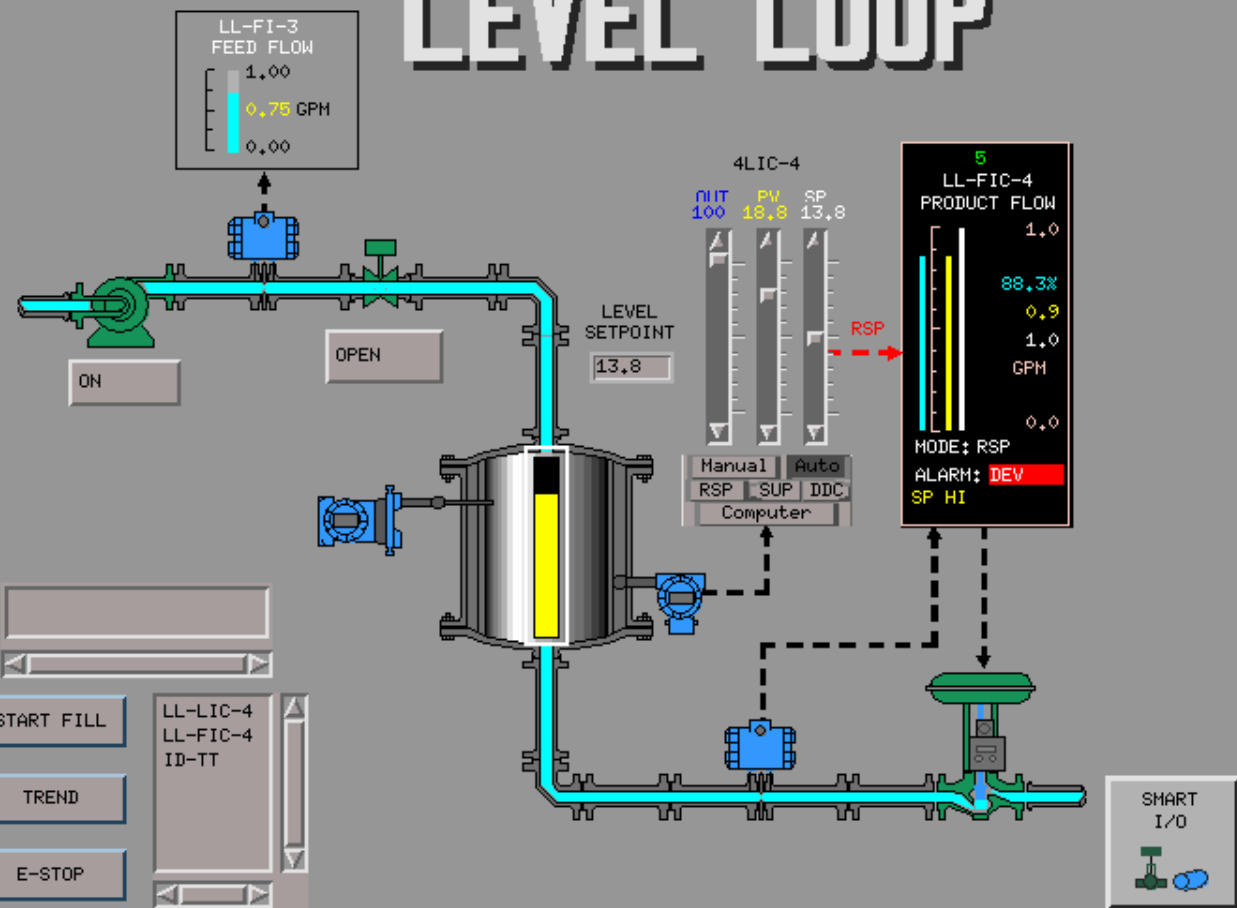 LEVEL LOOP
LL-FI-3
FEED FLOW
1.00
0.75 GPM
0.00
4LIC-4
OUT PV SP
100 18.8 13.8
5
LL-FIC-4
PRODUCT FLOW
1.0
88.3%
0.9
1.0
GPM
0.0
MODE: RSP
ALARM: DEV
SP HI
RSP
LEVEL
SETPOINT
13.8
ON
OPEN
Manual Auto
RSP SUP DDC
Computer
START FILL
TREND
E-STOP
LL-LIC-4
LL-FIC-4
ID-TT
SMART
I/O